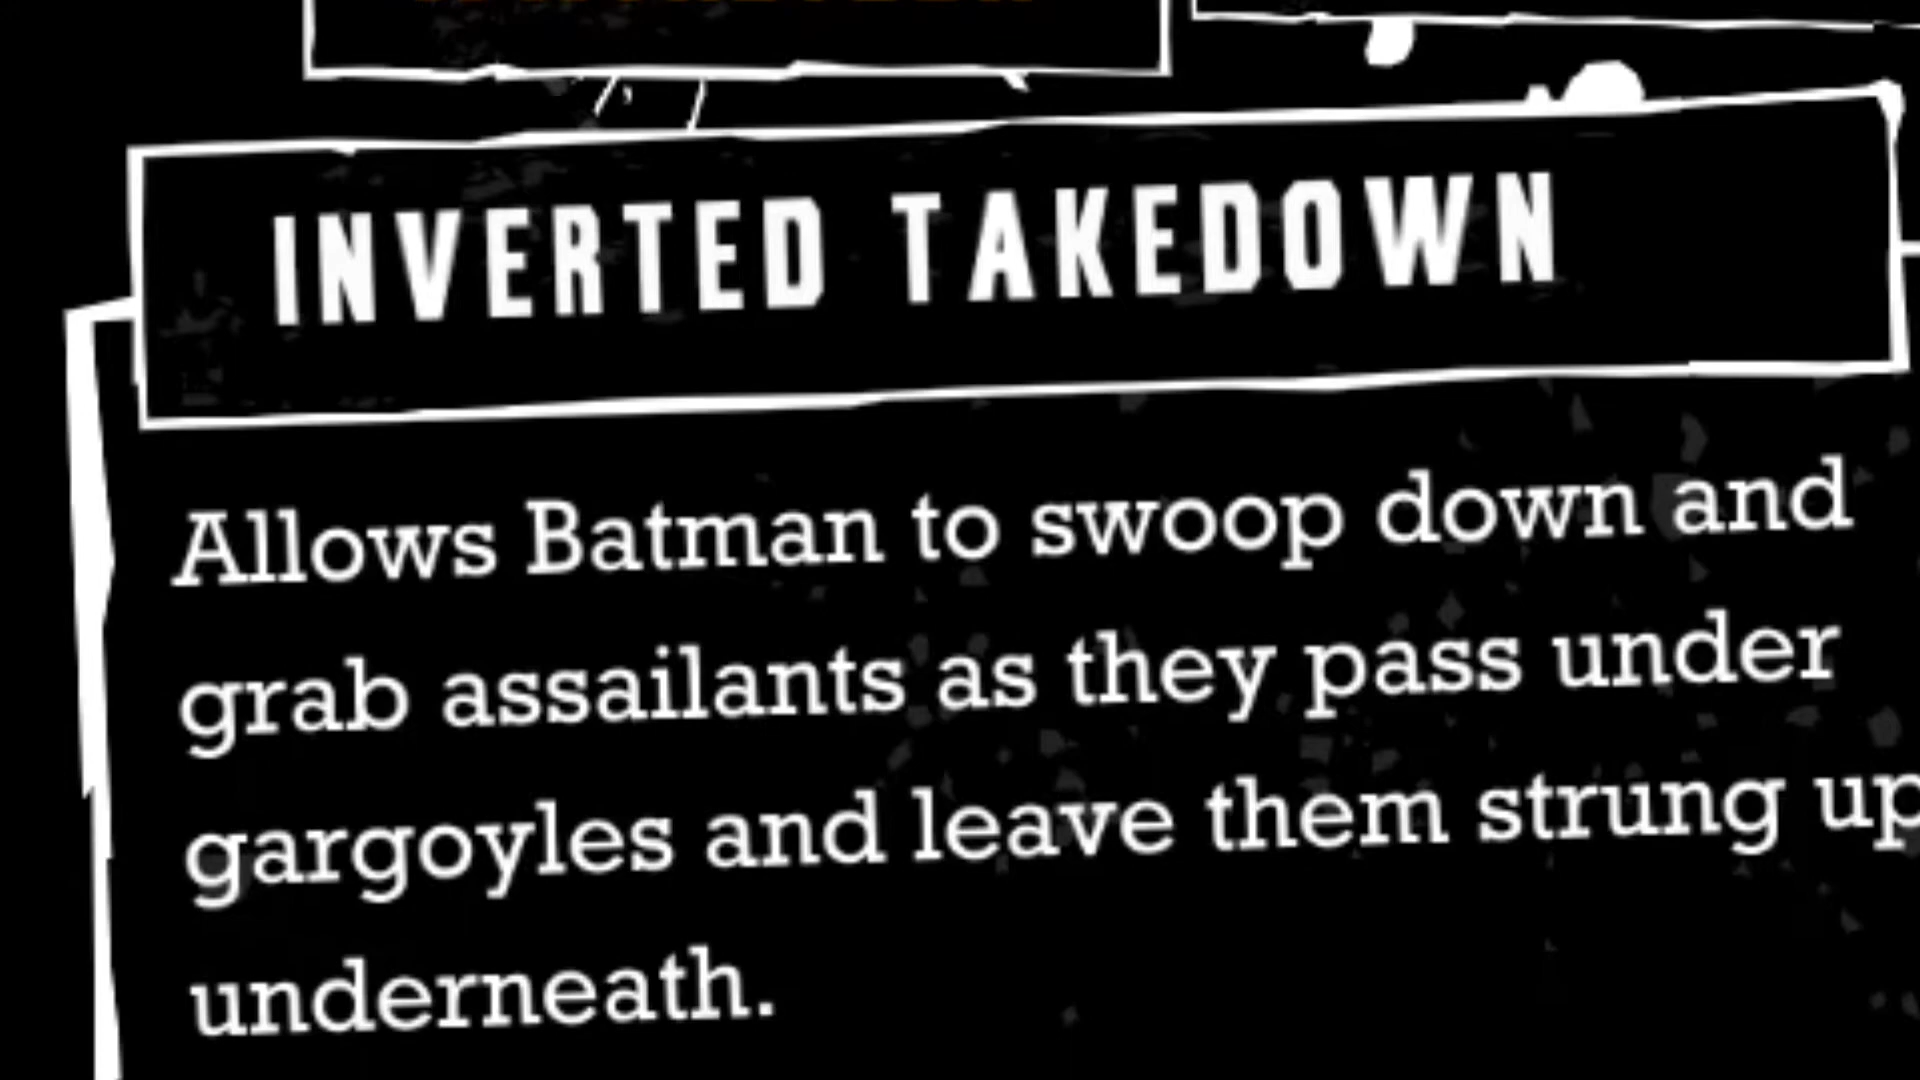 INVERTED TAKEDOWN
Allows Batman to swoop down and
grab assailants as they pass under
gargoyles and leave them strung up
underneath.